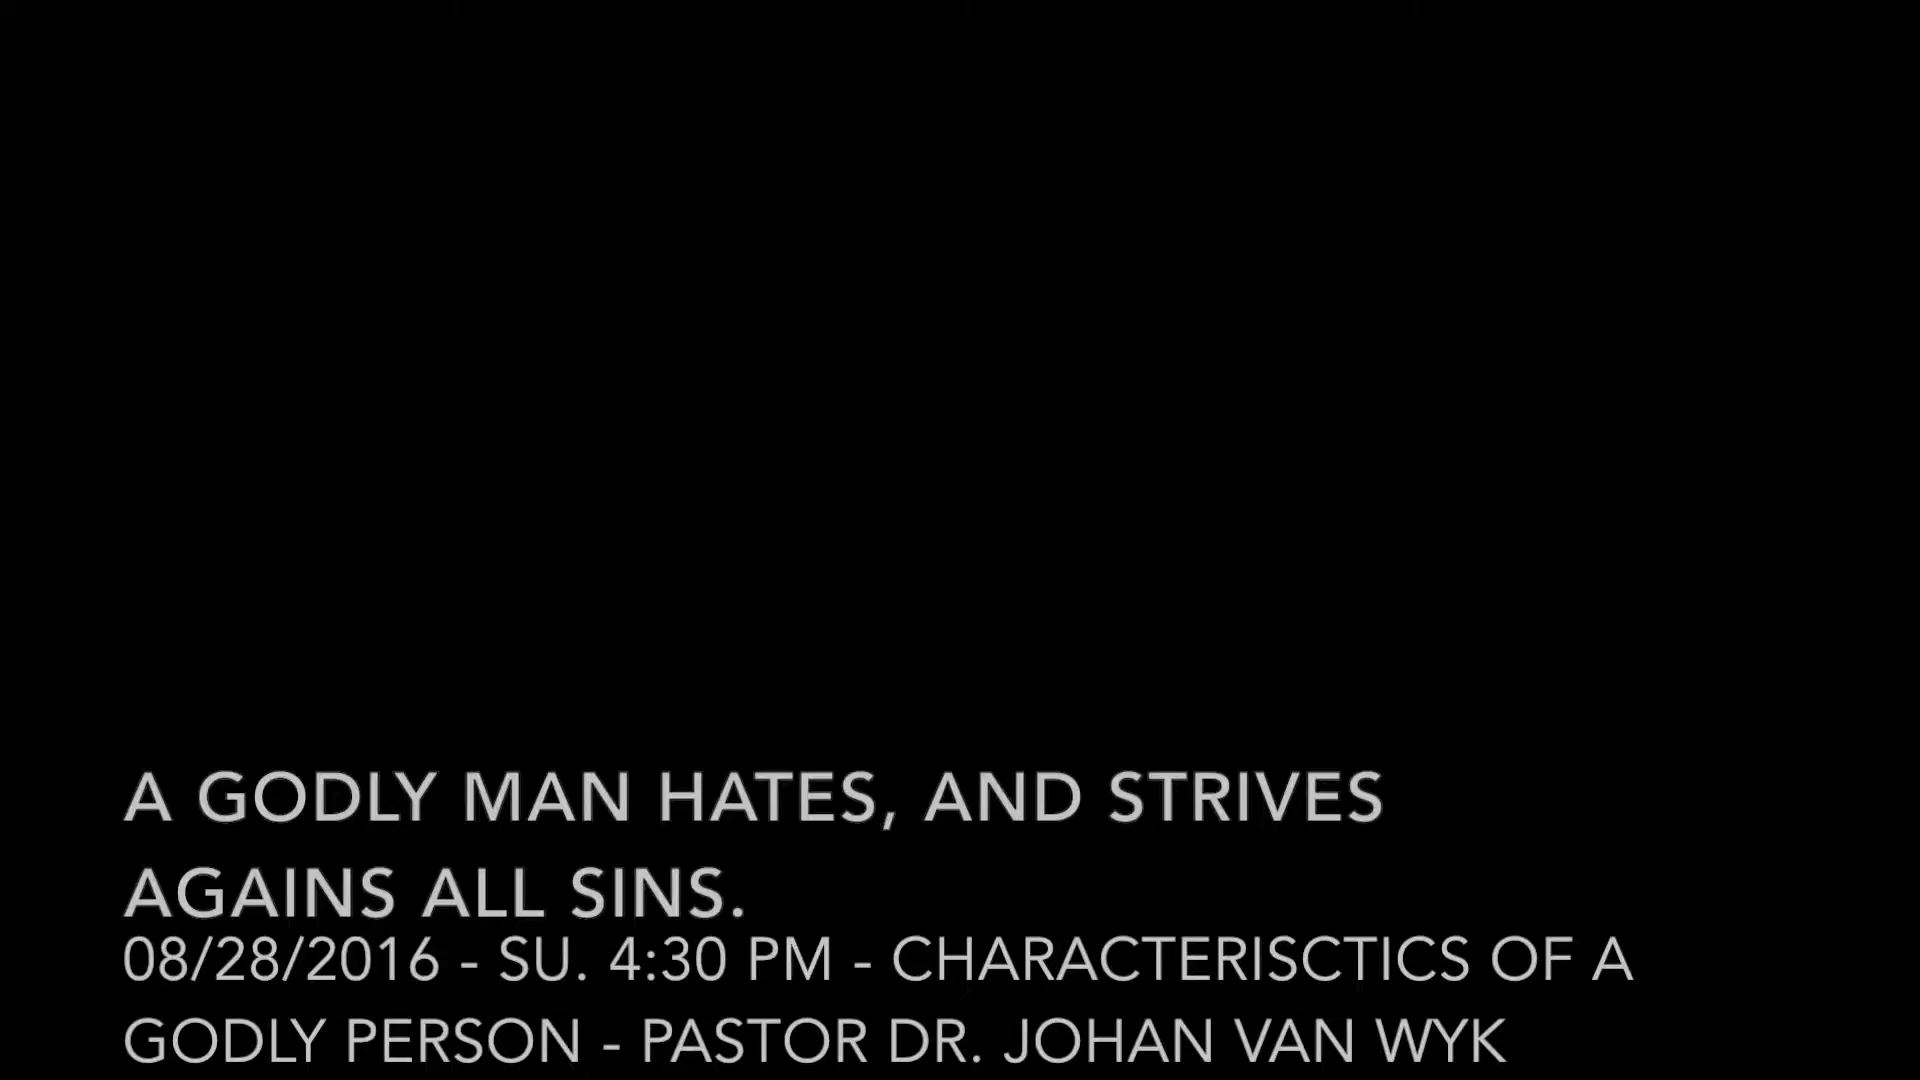 A GODLY MAN HATES, AND STRIVES
AGAINS ALL SINS.
08/28/2016 - SU. 4:30 PM - CHARACTERISCTICS OF A
GODLY PERSON - PASTOR DR. JOHAN VAN WYK